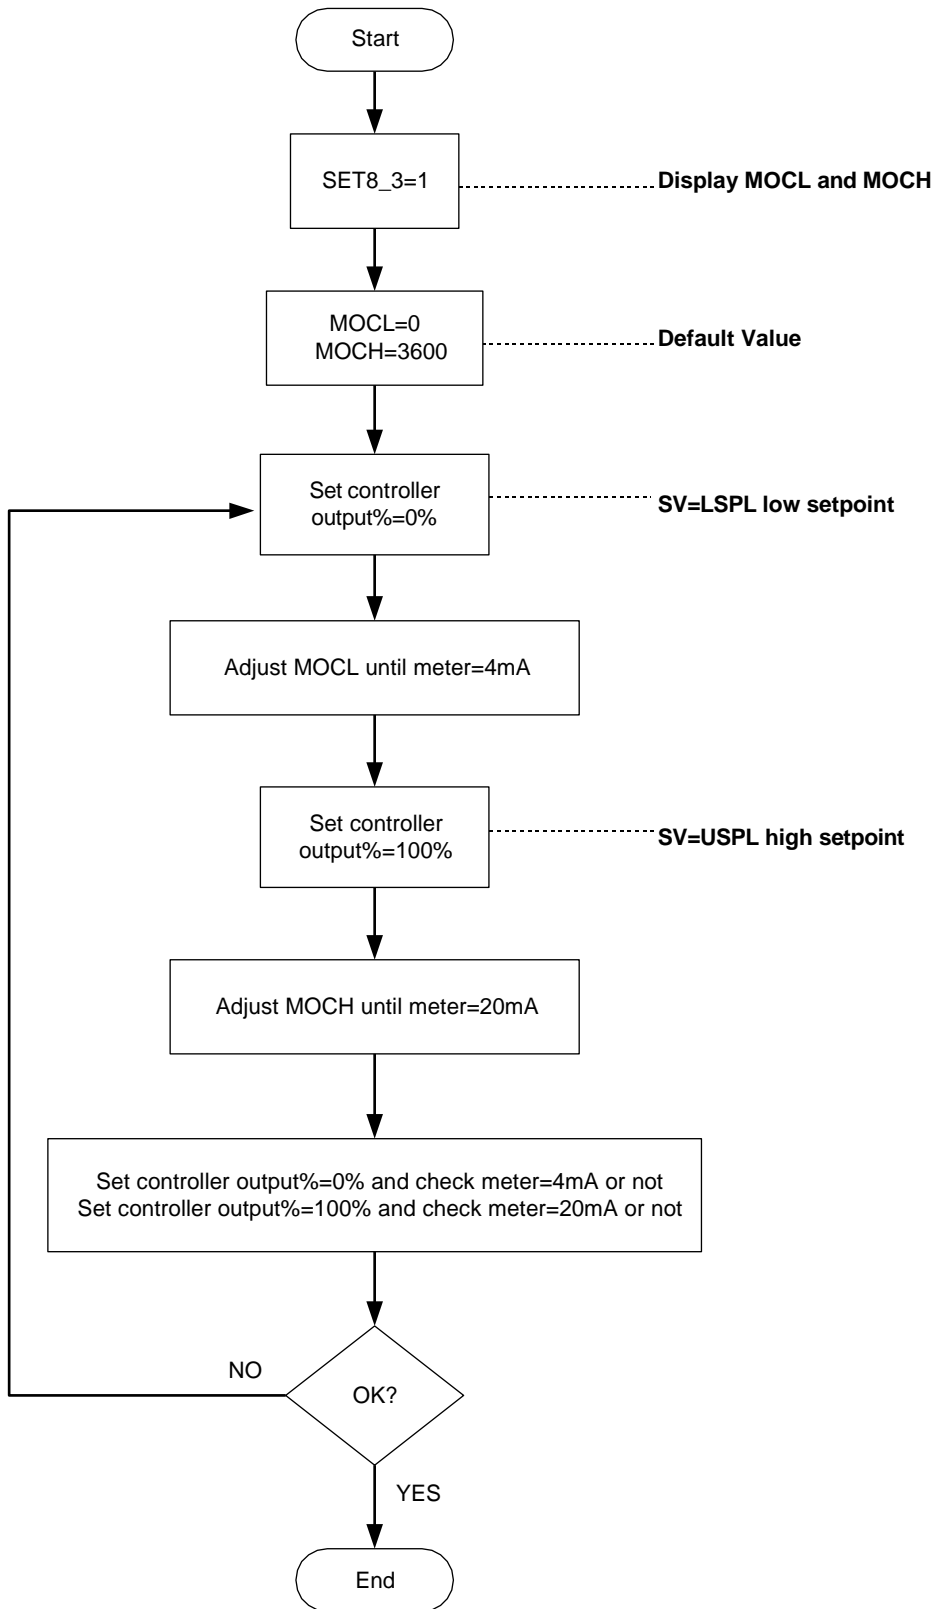 Start
SET8_3=1
Display MOCL and MOCH
MOCL=0
MOCH=3600
Default Value
Set controller
output%=0%
SV=LSPL low setpoint
Adjust MOCL until meter=4mA
Set controller
output%=100%
SV=USPL high setpoint
Adjust MOCH until meter=20mA
Set controller output%=0% and check meter=4mA or not
Set controller output%=100% and check meter=20mA or not
NO
OK?
YES
End